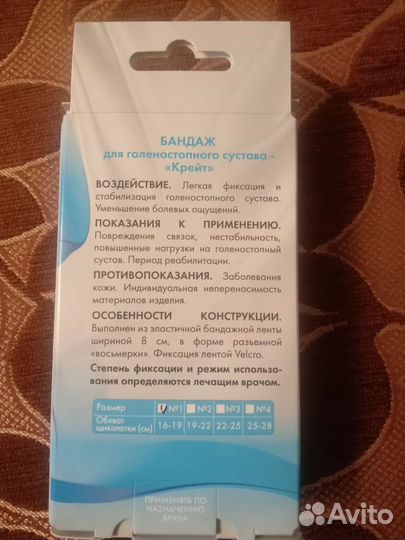 БАНДАЖ
для голеностопного сустава -
«Крейт»
ВОЗДЕЙСТВИЕ. Легкая фиксация и
стабилизация голеностопного сустава.
Уменьшение болевых ощущений.
ПОКАЗАНИЯ К ПРИМЕНЕНИЮ.
Повреждения связок, нестабильность,
повышенные нагрузки на голеностопный
сустав. Период реабилитации.
ПРОТИВОПОКАЗАНИЯ. Заболевания
кожи. Индивидуальная непереносимость
материалов изделия.
ОСОБЕННОСТИ КОНСТРУКЦИИ.
Выполнен из эластичной бандажной ленты
шириной 8 см, в форме разъемной
«восьмерки». Фиксация лентой Velcro.
Степень фиксации и режим использо-
вания определяются лечащим врачом.
Размер №1 №2 №3 №4
Обхват
щиколотки (см) 16-19 19-22 22-25 25-28
ПРИМЕНЯТЬ ПО
НАЗНАЧЕНИЮ
ВРАЧА
Avito